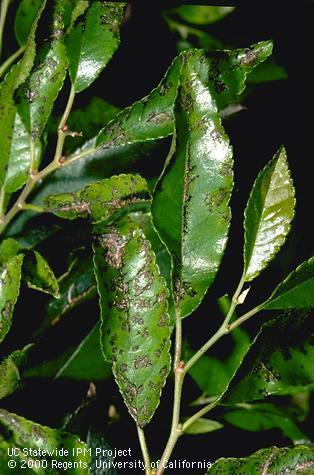 UC Statewide IPM Project
© 2000 Regents, University of California